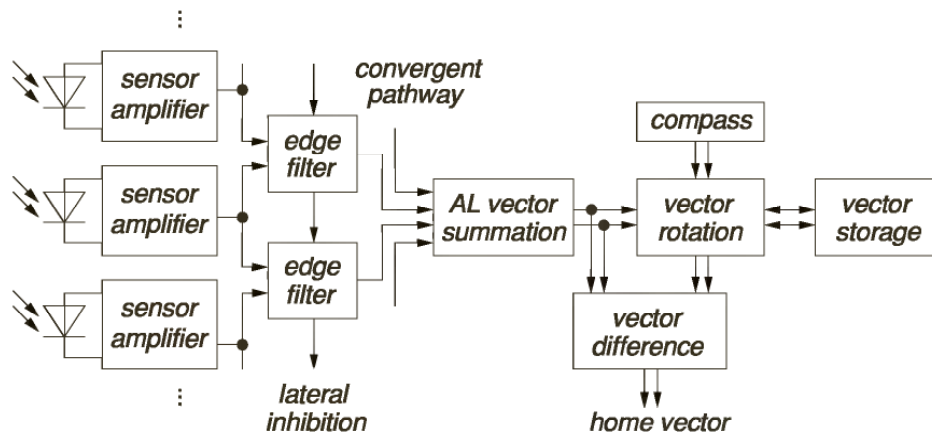 sensor
amplifier
sensor
amplifier
sensor
amplifier
edge
filter
edge
filter
lateral
inhibition
convergent
pathway
AL vector
summation
compass
vector
rotation
vector
storage
vector
difference
home vector